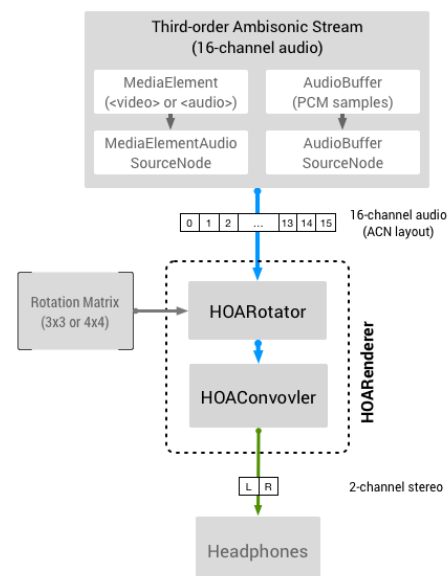 Third-order Ambisonic Stream
(16-channel audio)
MediaElement
(<video> or <audio>)
AudioBuffer
(PCM samples)
MediaElementAudio
SourceNode
AudioBuffer
SourceNode
0 1 2 ... 13 14 15
16-channel audio
(ACN layout)
Rotation Matrix
(3x3 or 4x4)
HOARotator
HOAConvovler
HOARenderer
L R
2-channel stereo
Headphones